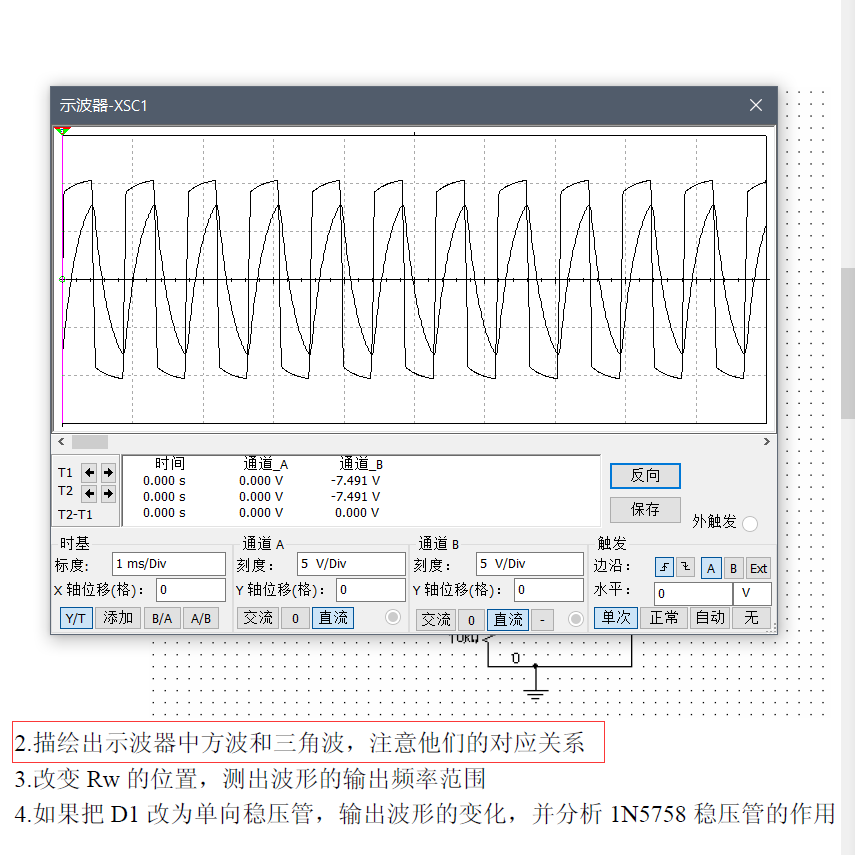 示波器-XSC1
时间 通道_A 通道_B
T1 0.000 s 0.000 V -7.491 V
T2 0.000 s 0.000 V -7.491 V
T2-T1 0.000 s 0.000 V 0.000 V
反向
保存
外触发
时基 通道 A 通道 B 触发
标度: 1 ms/Div 刻度: 5 V/Div 刻度: 5 V/Div 边沿: A B Ext
X 轴位移(格): 0 Y 轴位移(格): 0 Y 轴位移(格): 0 水平: 0 V
Y/T 添加 B/A A/B 交流 0 直流 交流 0 直流 - 单次 正常 自动 无
0
2.描绘出示波器中方波和三角波，注意他们的对应关系
3.改变 Rw 的位置，测出波形的输出频率范围
4.如果把 D1 改为单向稳压管，输出波形的变化，并分析 1N5758 稳压管的作用